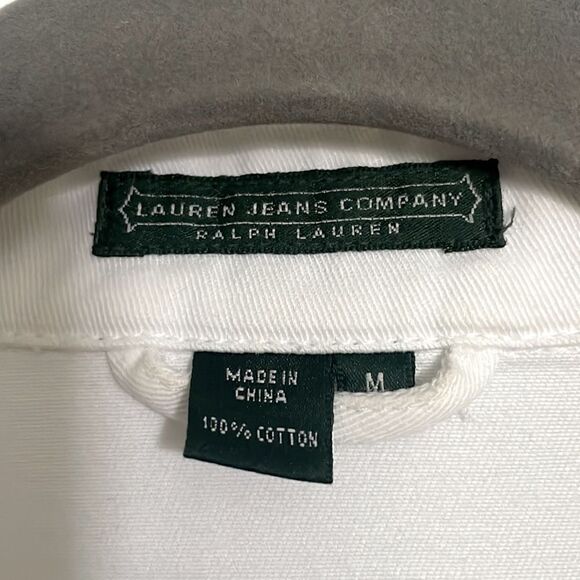 LAUREN JEANS COMPANY
RALPH LAUREN
MADE IN
CHINA
100% COTTON
M